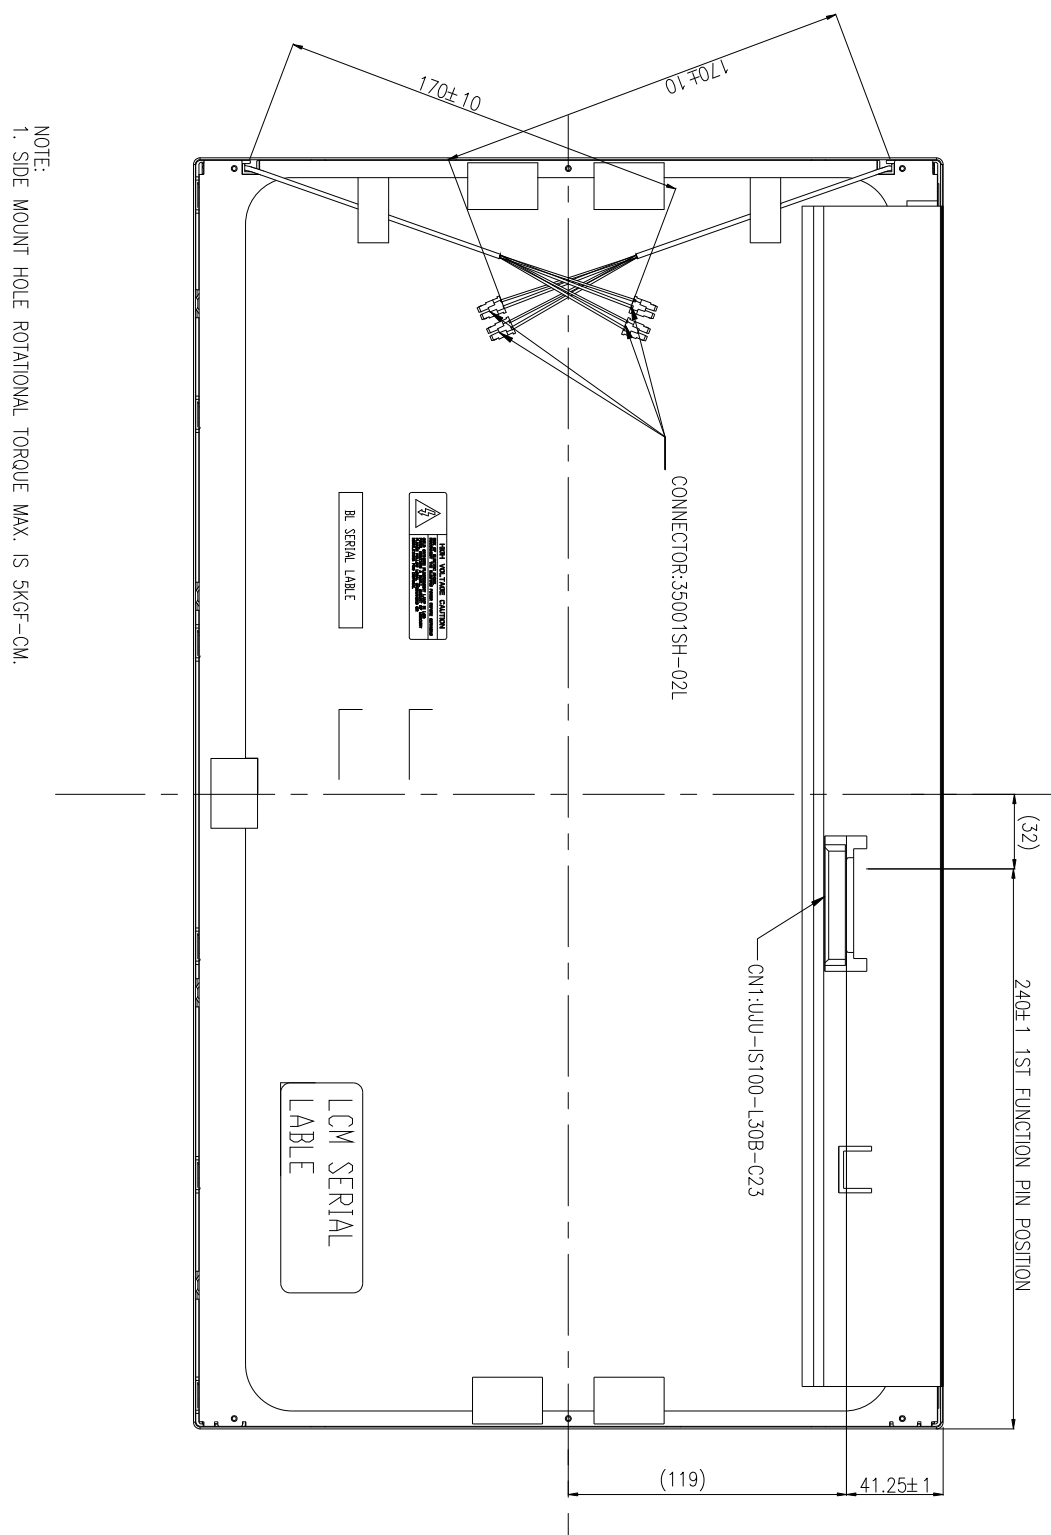 170±10
170±10
CONNECTOR:35001SH-02L
HIGH VOLTAGE CAUTION
BL SERIAL LABLE
(32)
240±1 1ST FUNCTION PIN POSITION
CN1:UJU-IS100-L30B-C23
LCM SERIAL
LABLE
(119)
41.25±1
NOTE:
1. SIDE MOUNT HOLE ROTATIONAL TORQUE MAX. IS 5KGF-CM.